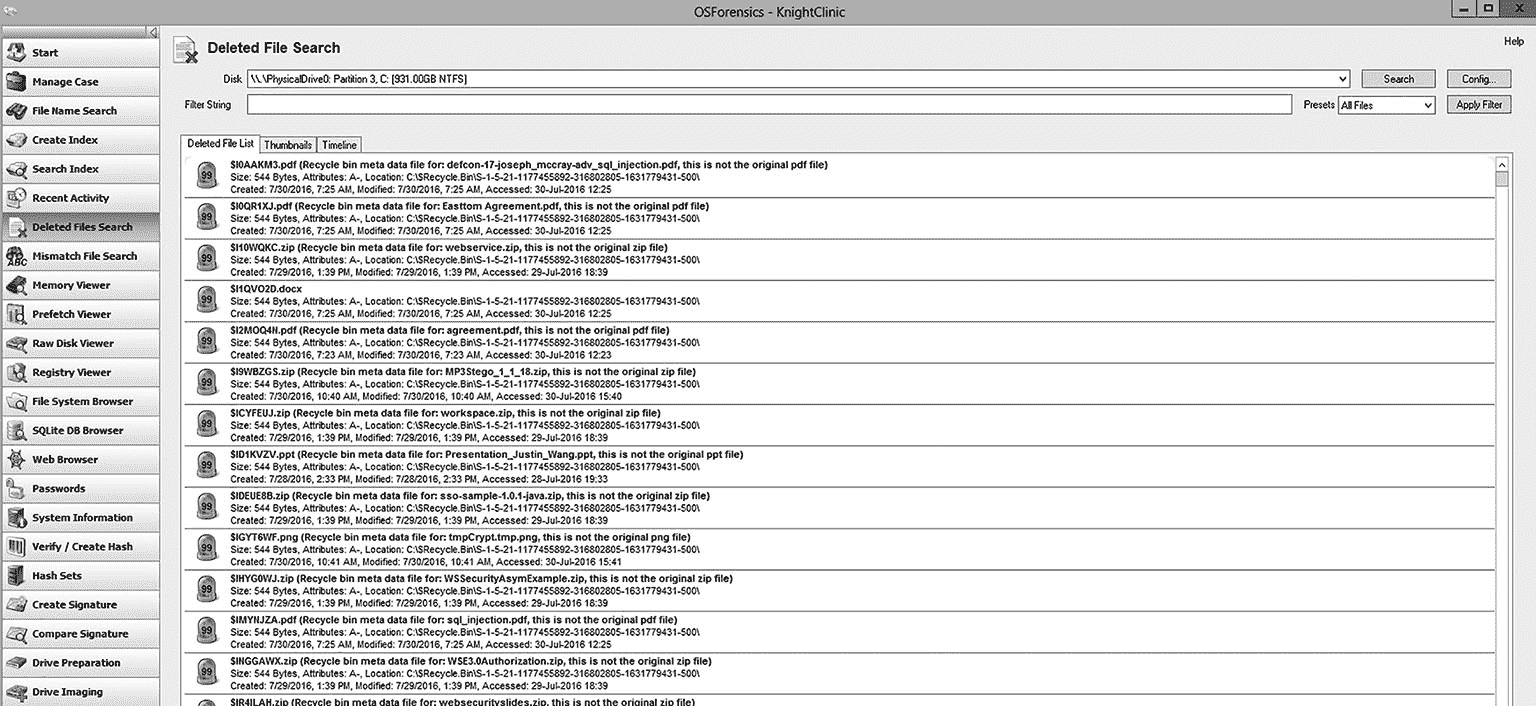 OSForensics - KnightClinic
Help
Start
Manage Case
File Name Search
Create Index
Search Index
Recent Activity
Deleted Files Search
Mismatch File Search
Memory Viewer
Prefetch Viewer
Raw Disk Viewer
Registry Viewer
File System Browser
SQLite DB Browser
Web Browser
Passwords
System Information
Verify / Create Hash
Hash Sets
Create Signature
Compare Signature
Drive Preparation
Drive Imaging
Deleted File Search
Disk \\.\PhysicalDrive0: Partition 3, C: [931.00GB NTFS] Search Config...
Filter String Presets All Files Apply Filter
Deleted File List Thumbnails Timeline
$I0AAKM3.pdf (Recycle bin meta data for: defcon-17-joseph_mccray-adv_sql_injection.pdf, this is not the original pdf file)
Size: 544 Bytes, Attributes: A-, Location: C:\$Recycle.Bin\S-1-5-21-1177455892-316802805-1631779431-500\
Created: 7/30/2016, 7:25 AM, Modified: 7/30/2016, 7:25 AM, Accessed: 30-Jul-2016 12:25
$I0QR1XJ.pdf (Recycle bin meta data for: Easttom Agreement.pdf, this is not the original pdf file)
Size: 544 Bytes, Attributes: A-, Location: C:\$Recycle.Bin\S-1-5-21-1177455892-316802805-1631779431-500\
Created: 7/30/2016, 7:25 AM, Modified: 7/30/2016, 7:25 AM, Accessed: 30-Jul-2016 12:25
$I10WQKC.zip (Recycle bin meta data for: webservice.zip, this is not the original zip file)
Size: 544 Bytes, Attributes: A-, Location: C:\$Recycle.Bin\S-1-5-21-1177455892-316802805-1631779431-500\
Created: 7/29/2016, 1:39 PM, Modified: 7/29/2016, 1:39 PM, Accessed: 29-Jul-2016 18:39
$I1QVO2D.docx
Size: 544 Bytes, Attributes: A-, Location: C:\$Recycle.Bin\S-1-5-21-1177455892-316802805-1631779431-500\
Created: 7/30/2016, 7:25 AM, Modified: 7/30/2016, 7:25 AM, Accessed: 30-Jul-2016 12:25
$I2MOQ4N.pdf (Recycle bin meta data for: agreement.pdf, this is not the original pdf file)
Size: 544 Bytes, Attributes: A-, Location: C:\$Recycle.Bin\S-1-5-21-1177455892-316802805-1631779431-500\
Created: 7/30/2016, 7:23 AM, Modified: 7/30/2016, 7:23 AM, Accessed: 30-Jul-2016 12:23
$I9WBZGS.zip (Recycle bin meta data for: MP3Stego_1_1_18.zip, this is not the original zip file)
Size: 544 Bytes, Attributes: A-, Location: C:\$Recycle.Bin\S-1-5-21-1177455892-316802805-1631779431-500\
Created: 7/30/2016, 10:40 AM, Modified: 7/30/2016, 10:40 AM, Accessed: 30-Jul-2016 15:40
$ICYFEUJ.zip (Recycle bin meta data for: workspace.zip, this is not the original zip file)
Size: 544 Bytes, Attributes: A-, Location: C:\$Recycle.Bin\S-1-5-21-1177455892-316802805-1631779431-500\
Created: 7/29/2016, 1:39 PM, Modified: 7/29/2016, 1:39 PM, Accessed: 29-Jul-2016 18:39
$ID1KVZV.ppt (Recycle bin meta data for: Presentation_Justin_Wang.ppt, this is not the original ppt file)
Size: 544 Bytes, Attributes: A-, Location: C:\$Recycle.Bin\S-1-5-21-1177455892-316802805-1631779431-500\
Created: 7/28/2016, 2:33 PM, Modified: 7/28/2016, 2:33 PM, Accessed: 28-Jul-2016 19:33
$IDEUE8B.zip (Recycle bin meta data for: sso-sample-1.0.1-java.zip, this is not the original zip file)
Size: 544 Bytes, Attributes: A-, Location: C:\$Recycle.Bin\S-1-5-21-1177455892-316802805-1631779431-500\
Created: 7/29/2016, 1:39 PM, Modified: 7/29/2016, 1:39 PM, Accessed: 29-Jul-2016 18:39
$IGYT6WF.png (Recycle bin meta data for: tmpCrypt.tmp.png, this is not the original png file)
Size: 544 Bytes, Attributes: A-, Location: C:\$Recycle.Bin\S-1-5-21-1177455892-316802805-1631779431-500\
Created: 7/30/2016, 10:41 AM, Modified: 7/30/2016, 10:41 AM, Accessed: 30-Jul-2016 15:41
$IHYG0WJ.zip (Recycle bin meta data for: WSSecurityAsymExample.zip, this is not the original zip file)
Size: 544 Bytes, Attributes: A-, Location: C:\$Recycle.Bin\S-1-5-21-1177455892-316802805-1631779431-500\
Created: 7/29/2016, 1:39 PM, Modified: 7/29/2016, 1:39 PM, Accessed: 29-Jul-2016 18:39
$IMYNJZA.pdf (Recycle bin meta data for: sql_injection.pdf, this is not the original pdf file)
Size: 544 Bytes, Attributes: A-, Location: C:\$Recycle.Bin\S-1-5-21-1177455892-316802805-1631779431-500\
Created: 7/30/2016, 7:25 AM, Modified: 7/30/2016, 7:25 AM, Accessed: 30-Jul-2016 12:25
$INGGAWX.zip (Recycle bin meta data for: WSE3.0Authorization.zip, this is not the original zip file)
Size: 544 Bytes, Attributes: A-, Location: C:\$Recycle.Bin\S-1-5-21-1177455892-316802805-1631779431-500\
Created: 7/29/2016, 1:39 PM, Modified: 7/29/2016, 1:39 PM, Accessed: 29-Jul-2016 18:39
$IR4ILAH.zip (Recycle bin meta data for: websecurityslides.zip, this is not the original zip file)